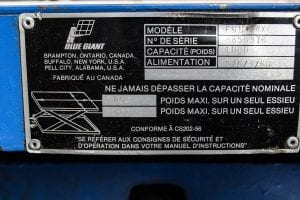 BLUE GIANT
BRAMPTON, ONTARIO, CANADA,
BUFFALO, NEW YORK, U.S.A.
PELL CITY, ALABAMA, U.S.A.
FABRIQUÉ AU CANADA
MODÈLE
N° DE SÉRIE
CAPACITÉ (POIDS)
ALIMENTATION
NE JAMAIS DÉPASSER LA CAPACITÉ NOMINALE
POIDS MAXI. SUR UN SEUL ESSIEU
POIDS MAXI. SUR UN SEUL ESSIEU
CONFORME À CS202-56
"SE RÉFÉRER AUX CONSIGNES DE SÉCURITÉ ET
D'OPÉRATION DANS VOTRE MANUEL D'INSTRUCTIONS"